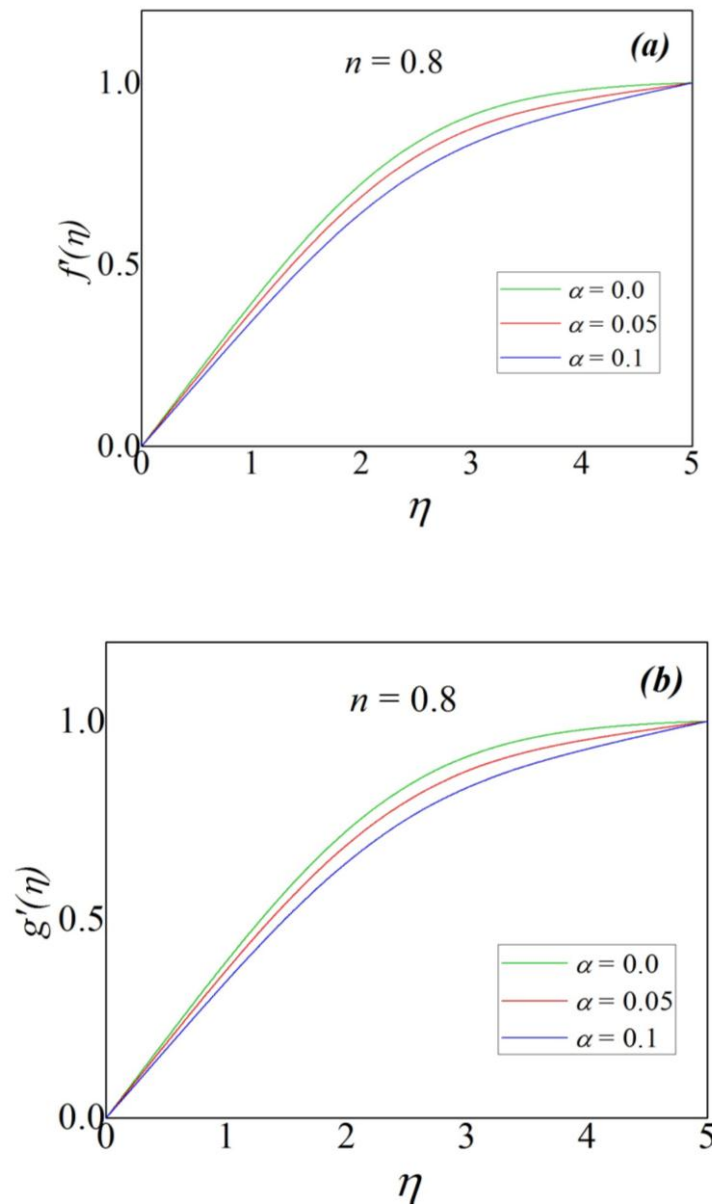 (a)
n = 0.8
1.0
0.5
0.0
f'(η)
α = 0.0
α = 0.05
α = 0.1
0 1 2 3 4 5
η
(b)
n = 0.8
1.0
0.5
0.0
g'(η)
α = 0.0
α = 0.05
α = 0.1
0 1 2 3 4 5
η